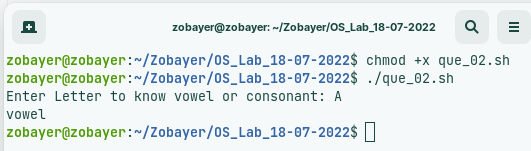 zobayer@zobayer: ~/Zobayer/OS_Lab_18-07-2022
zobayer@zobayer:~/Zobayer/OS_Lab_18-07-2022$ chmod +x que_02.sh
zobayer@zobayer:~/Zobayer/OS_Lab_18-07-2022$ ./que_02.sh
Enter Letter to know vowel or consonant: A
vowel
zobayer@zobayer:~/Zobayer/OS_Lab_18-07-2022$